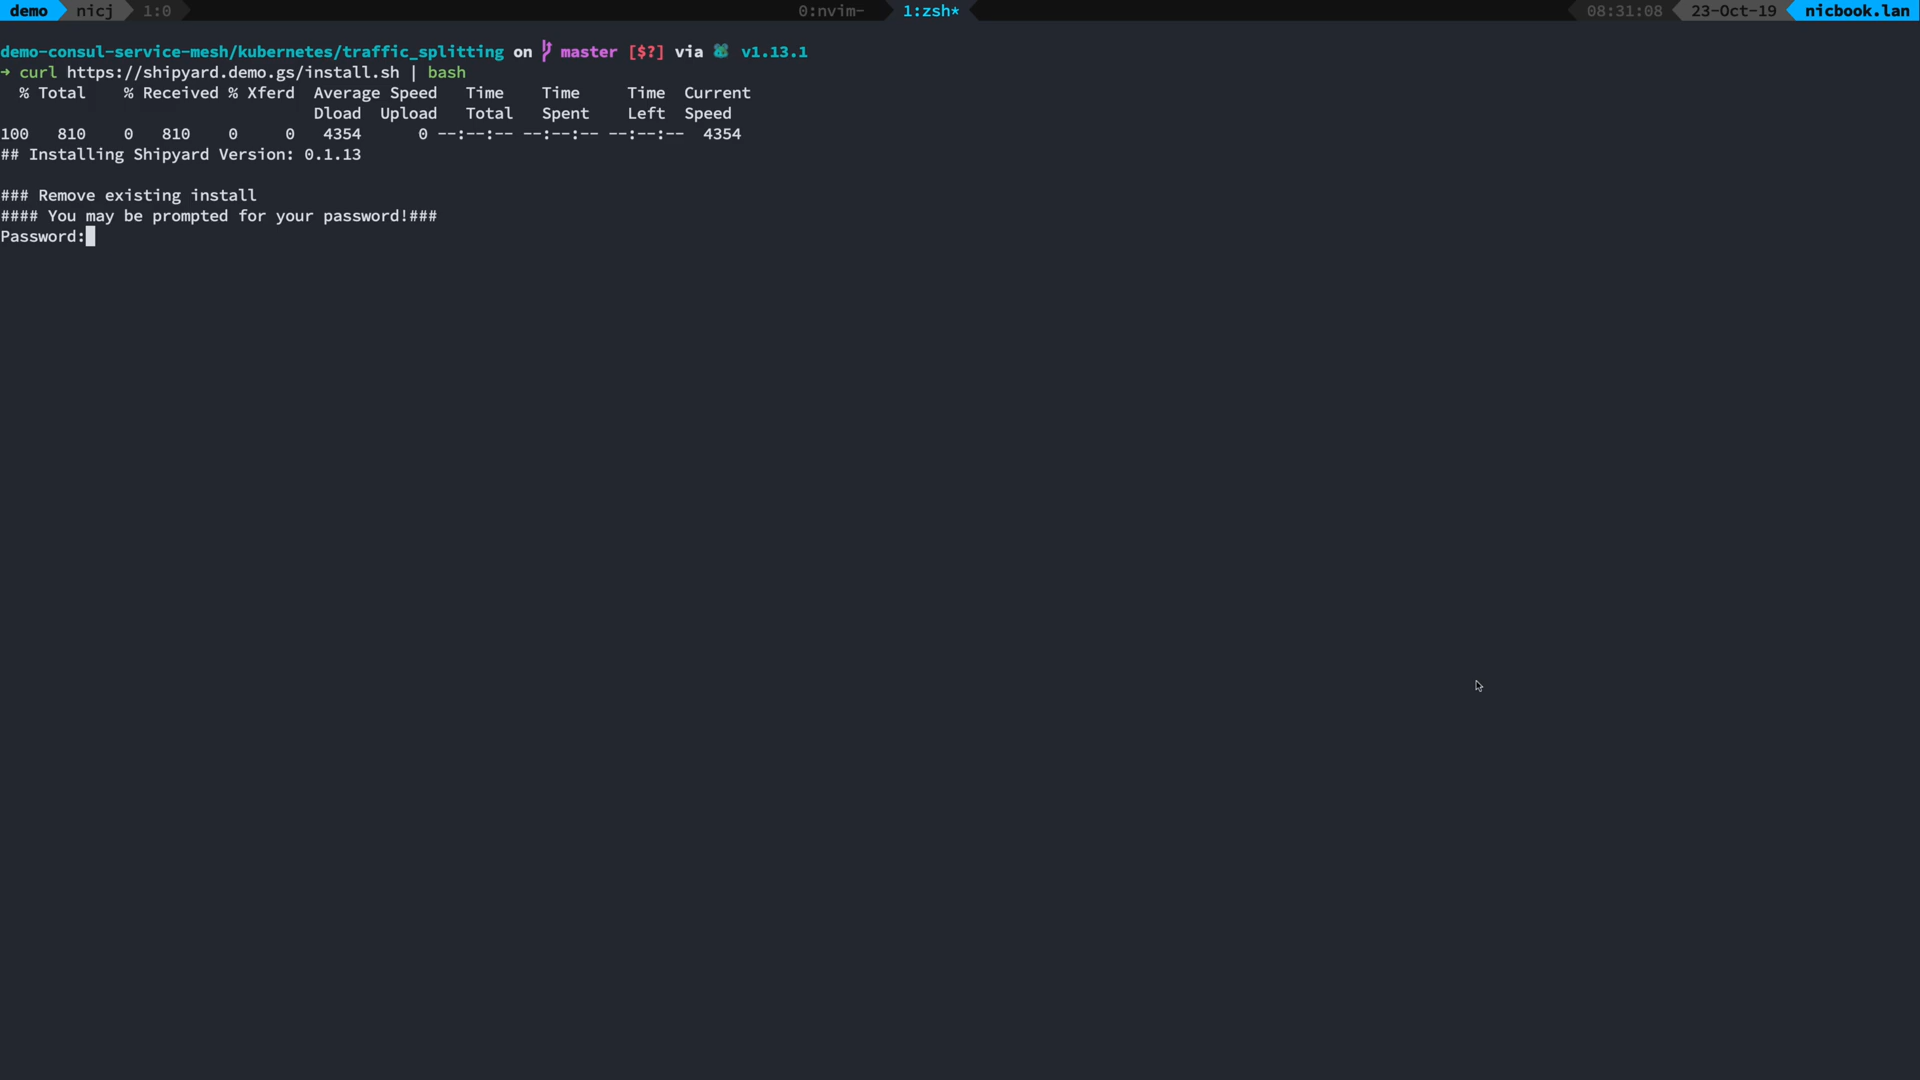 demo nicj 1:0 0:nvim- 1:zsh* 08:31:08 23-Oct-19 nicbook.lan
demo-consul-service-mesh/kubernetes/traffic_splitting on master [$?] via v1.13.1
➜ curl https://shipyard.demo.gs/install.sh | bash
% Total % Received % Xferd Average Speed Time Time Time Current
Dload Upload Total Spent Left Speed
100 810 0 810 0 0 4354 0 --:--:-- --:--:-- --:--:-- 4354
## Installing Shipyard Version: 0.1.13
### Remove existing install
#### You may be prompted for your password!###
Password: